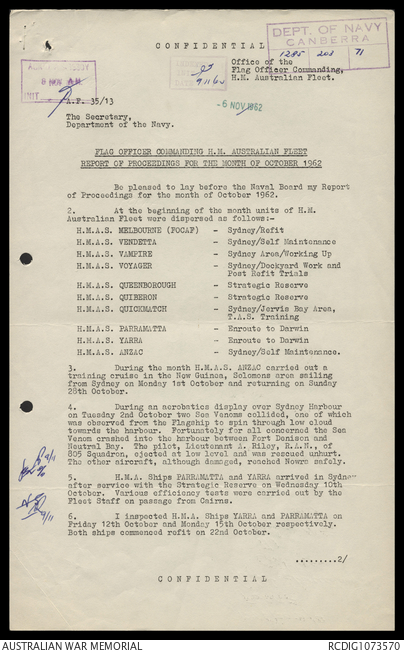 CONFIDENTIAL
DEPT. OF NAVY
CANBERRA
1285 208 71
Office of the
Flag Officer Commanding,
H.M. Australian Fleet.
6 NOV 1962
A.F. 35/13
The Secretary,
Department of the Navy.
FLAG OFFICER COMMANDING H.M. AUSTRALIAN FLEET
REPORT OF PROCEEDINGS FOR THE MONTH OF OCTOBER 1962
Be pleased to lay before the Naval Board my Report
of Proceedings for the month of October 1962.
2. At the beginning of the month units of H.M.
Australian Fleet were dispersed as follows:-
H.M.A.S. MELBOURNE (FOCAF) - Sydney/Refit
H.M.A.S. VENDETTA - Sydney/Self Maintenance
H.M.A.S. VAMPIRE - Sydney Area/Working Up
H.M.A.S. VOYAGER - Sydney/Dockyard Work and
Post Refit Trials
H.M.A.S. QUEENBOROUGH - Strategic Reserve
H.M.A.S. QUIBERON - Strategic Reserve
H.M.A.S. QUICKMATCH - Sydney/Jervis Bay Area,
T.A.S. Training
H.M.A.S. PARRAMATTA - Enroute to Darwin
H.M.A.S. YARRA - Enroute to Darwin
H.M.A.S. ANZAC - Sydney/Self Maintenance.
3. During the month H.M.A.S. ANZAC carried out a
training cruise in the New Guinea, Solomons area sailing
from Sydney on Monday 1st October and returning on Sunday
28th October.
4. During an aerobatics display over Sydney Harbour
on Tuesday 2nd October two Sea Venoms collided, one of which
was observed from the Flagship to spin through low cloud
towards the harbour. Fortunately for all concerned the Sea
Venom crashed into the harbour between Fort Denison and
Neutral Bay. The pilot, Lieutenant A. Riley, R.A.N., of
805 Squadron, ejected at low level and was rescued unhurt.
The other aircraft, although damaged, reached Nowra safely.
5. H.M.A. Ships PARRAMATTA and YARRA arrived in Sydney
after service with the Strategic Reserve on Wednesday 10th
October. Various efficiency tests were carried out by the
Fleet Staff on passage from Cairns.
6. I inspected H.M.A. Ships YARRA and PARRAMATTA on
Friday 12th October and Monday 15th October respectively.
Both ships commenced refit on 22nd October.
.........2/
CONFIDENTIAL
AUSTRALIAN WAR MEMORIAL
RCDIG1073570